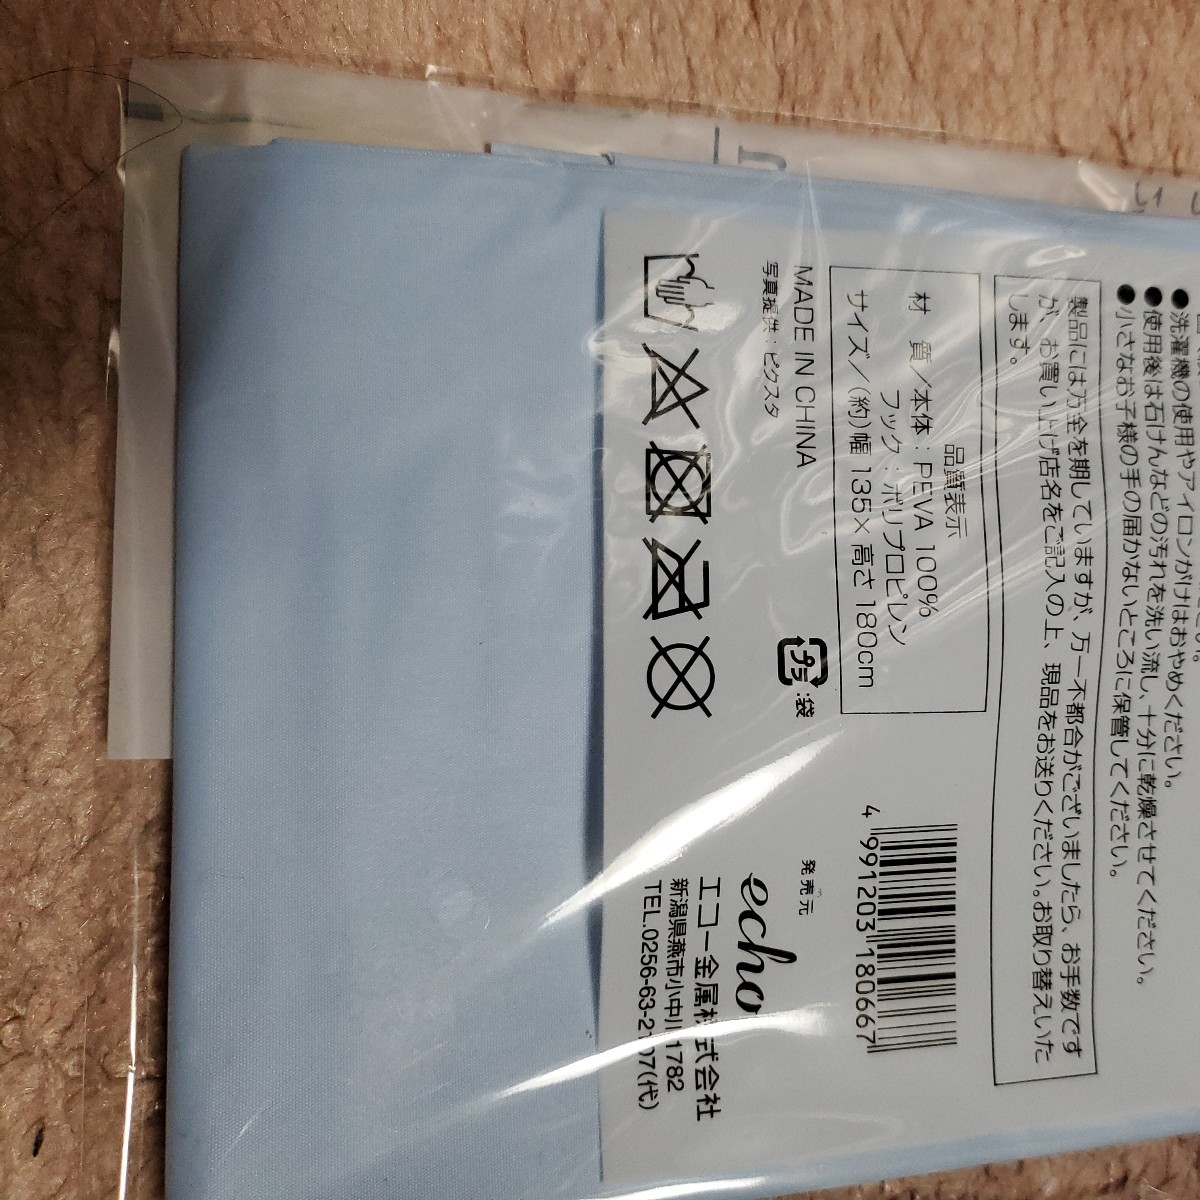 ●洗濯機の使用やアイロンがけはおやめください。
●使用後は石けんなどの汚れを洗い流し、十分に乾燥させてください。
●小さなお子様の手の届かないところに保管してください。
製品には万全を期していますが、万一不都合がございましたら、お手数です
が、お買い上げ店名をご記入の上、現品をお送りください。お取り替えいた
します。
品質表示
材 質/本体:PEVA 100%
フック:ポリプロピレン
サイズ/(約)幅 135×高さ 180cm
MADE IN CHINA
写真提供:ピクスタ
プラ:袋
4 991203 180667
発売元
echo
エコー金属株式会社
新潟県燕市小中川1782
TEL.0256-63-2107(代)